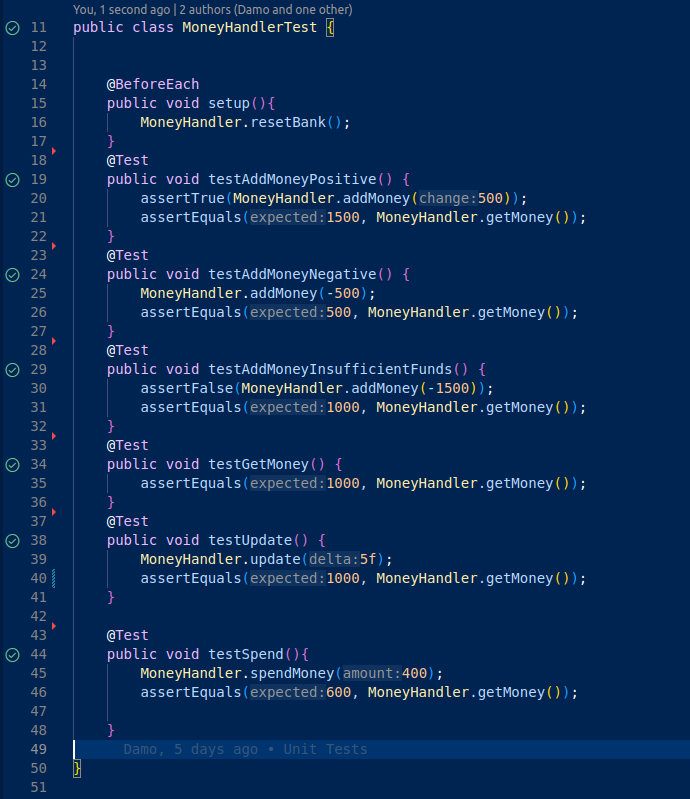 You, 1 second ago | 2 authors (Damo and one other)
11 public class MoneyHandlerTest {
12
13
14 @BeforeEach
15 public void setup(){
16 MoneyHandler.resetBank();
17 }
18 @Test
19 public void testAddMoneyPositive() {
20 assertTrue(MoneyHandler.addMoney(change:500));
21 assertEquals(expected:1500, MoneyHandler.getMoney());
22 }
23 @Test
24 public void testAddMoneyNegative() {
25 MoneyHandler.addMoney(-500);
26 assertEquals(expected:500, MoneyHandler.getMoney());
27 }
28 @Test
29 public void testAddMoneyInsufficientFunds() {
30 assertFalse(MoneyHandler.addMoney(-1500));
31 assertEquals(expected:1000, MoneyHandler.getMoney());
32 }
33 @Test
34 public void testGetMoney() {
35 assertEquals(expected:1000, MoneyHandler.getMoney());
36 }
37 @Test
38 public void testUpdate() {
39 MoneyHandler.update(delta:5f);
40 assertEquals(expected:1000, MoneyHandler.getMoney());
41 }
42
43 @Test
44 public void testSpend(){
45 MoneyHandler.spendMoney(amount:400);
46 assertEquals(expected:600, MoneyHandler.getMoney());
47
48 }
49 Damo, 5 days ago • Unit Tests
50 }
51